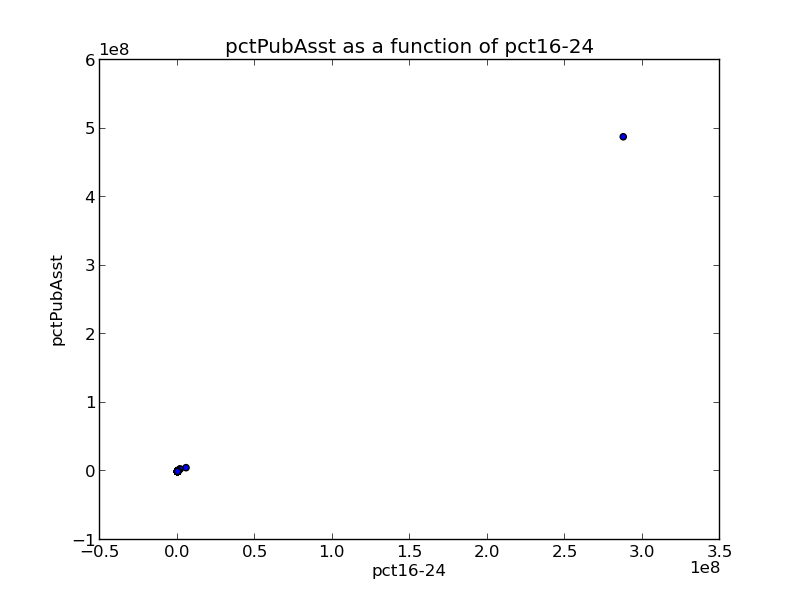 pctPubAsst as a function of pct16-24
1e8
6
5
4
3
2
1
0
−1
pctPubAsst
−0.5 0.0 0.5 1.0 1.5 2.0 2.5 3.0 3.5
pct16-24
1e8